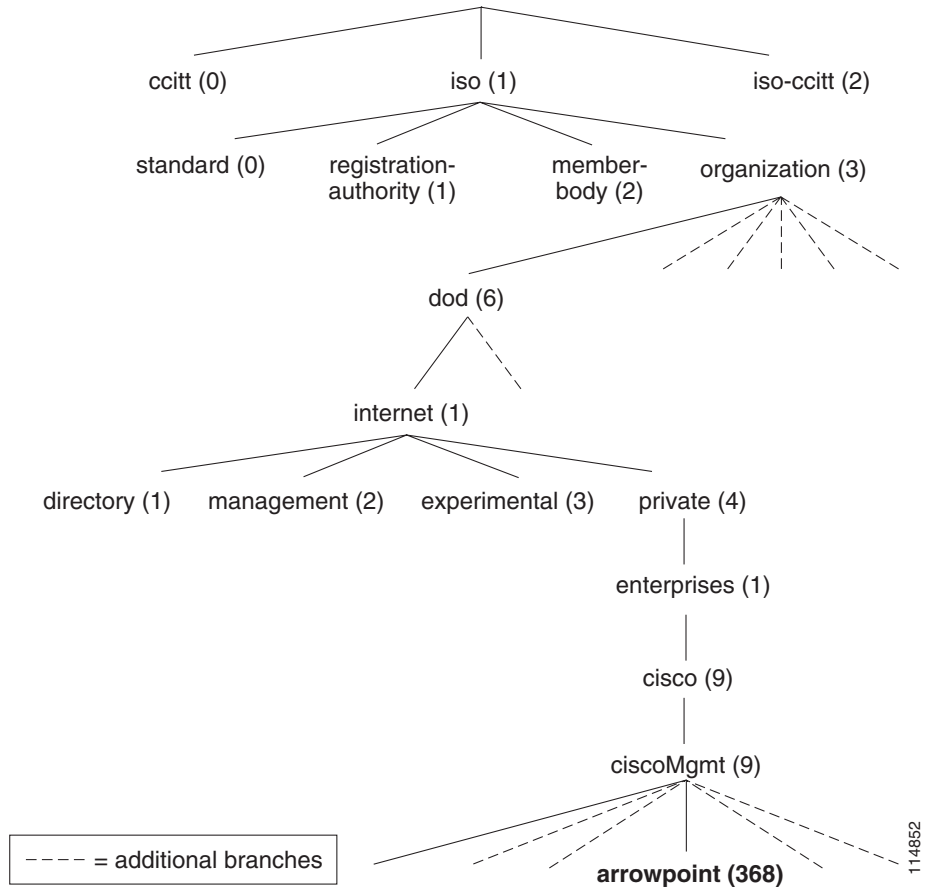 ccitt (0) iso (1) iso-ccitt (2)
standard (0) registration-authority (1) member-body (2) organization (3)
dod (6)
internet (1)
directory (1) management (2) experimental (3) private (4)
enterprises (1)
cisco (9)
ciscoMgmt (9)
= additional branches
arrowpoint (368)
114852